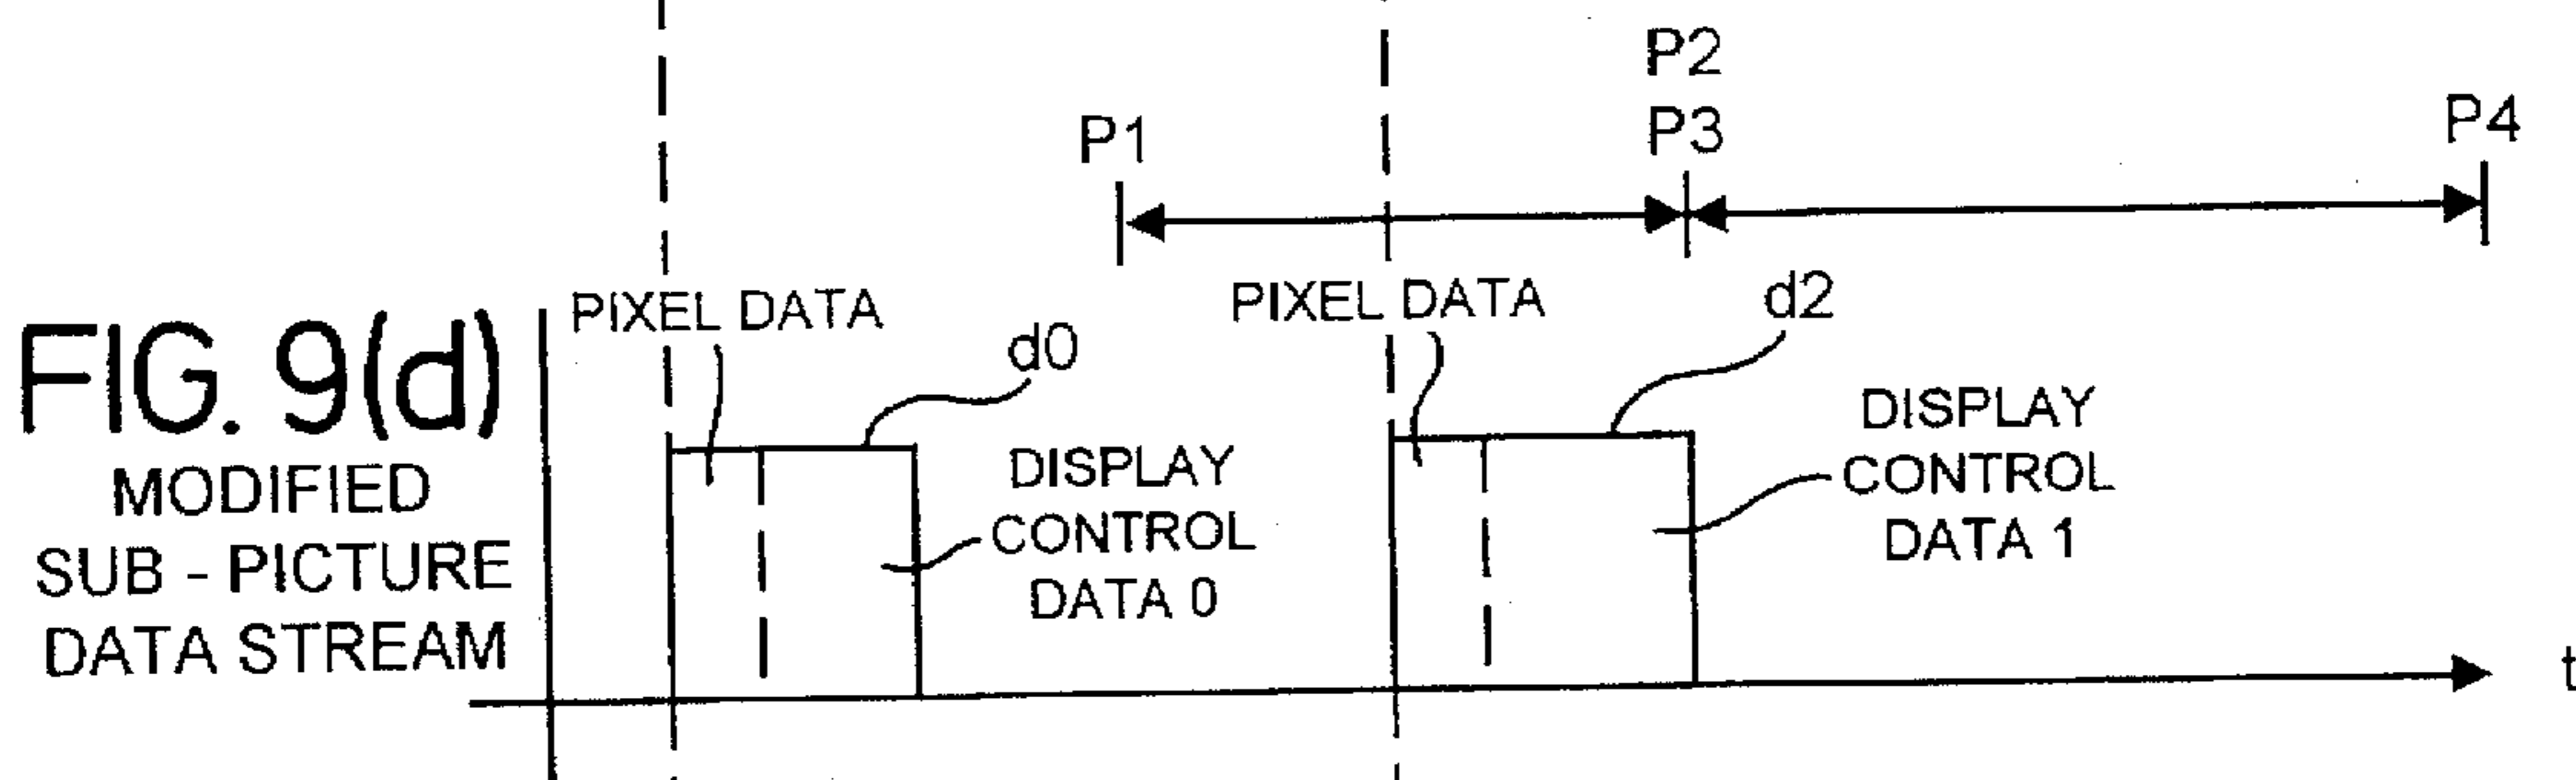 P2
P1
P3
P4
PIXEL DATA
d0
PIXEL DATA
d2
FIG. 9(d)
MODIFIED
SUB - PICTURE
DATA STREAM
DISPLAY
CONTROL
DATA 0
DISPLAY
CONTROL
DATA 1
t